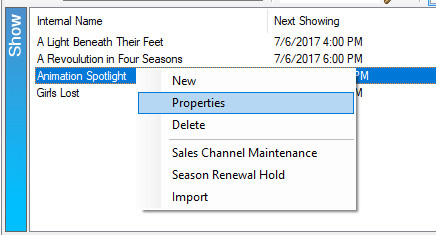 Show
Internal Name Next Showing
A Light Beneath Their Feet 7/6/2017 4:00 PM
A Revoulution in Four Seasons 7/6/2017 6:00 PM
Animation Spotlight PM
Girls Lost M
New
Properties
Delete
Sales Channel Maintenance
Season Renewal Hold
Import